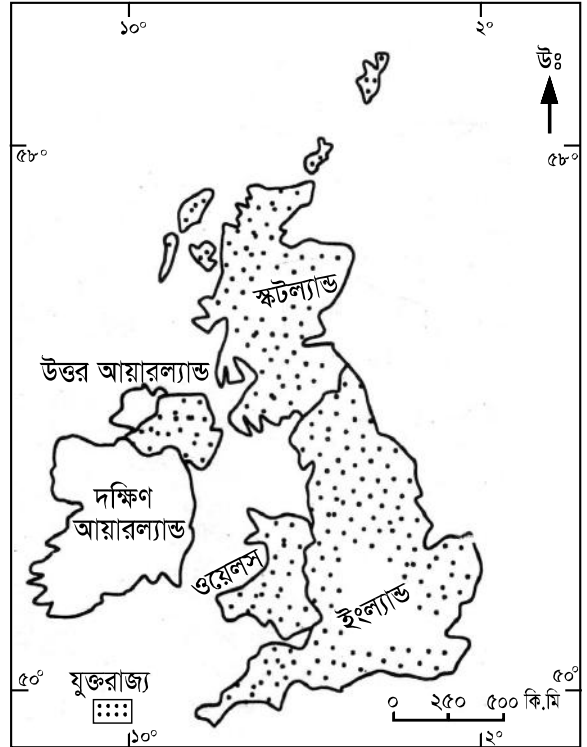 ১০° ২°
উঃ
৫৮° ৫৮°
স্কটল্যান্ড
উত্তর আয়ারল্যান্ড
দক্ষিণ
আয়ারল্যান্ড
ওয়েলস
ইংল্যান্ড
৫০° ৫০°
যুক্তরাজ্য
০ ২৫০ ৫০০ কি.মি
১০° ২°